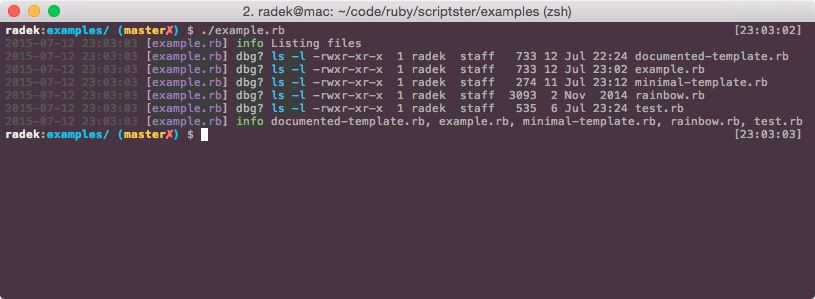 2. radek@mac: ~/code/ruby/scriptster/examples (zsh)
radek:examples/ (master✗) $ ./example.rb [23:03:02]
2015-07-12 23:03:03 [example.rb] info Listing files
2015-07-12 23:03:03 [example.rb] dbg? ls -l -rwxr-xr-x 1 radek staff 733 12 Jul 22:24 documented-template.rb
2015-07-12 23:03:03 [example.rb] dbg? ls -l -rwxr-xr-x 1 radek staff 733 12 Jul 23:02 example.rb
2015-07-12 23:03:03 [example.rb] dbg? ls -l -rwxr-xr-x 1 radek staff 274 11 Jul 23:12 minimal-template.rb
2015-07-12 23:03:03 [example.rb] dbg? ls -l -rwxr-xr-x 1 radek staff 3093 2 Nov 2014 rainbow.rb
2015-07-12 23:03:03 [example.rb] dbg? ls -l -rwxr-xr-x 1 radek staff 535 6 Jul 23:24 test.rb
2015-07-12 23:03:03 [example.rb] info documented-template.rb, example.rb, minimal-template.rb, rainbow.rb, test.rb
radek:examples/ (master✗) $ [23:03:03]